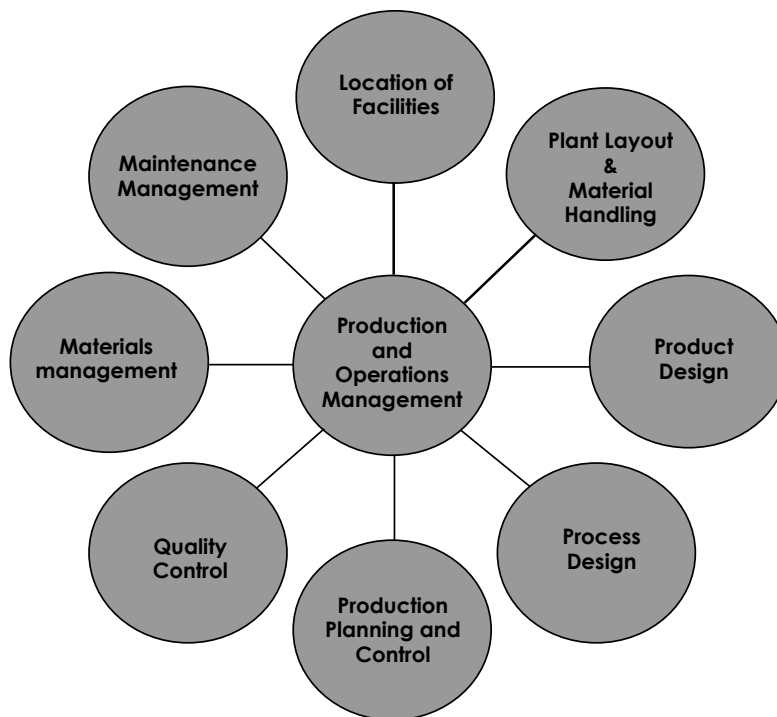 Location of
Facilities
Plant Layout
&
Material
Handling
Maintenance
Management
Production
and
Operations
Management
Materials
management
Product
Design
Quality
Control
Process
Design
Production
Planning and
Control